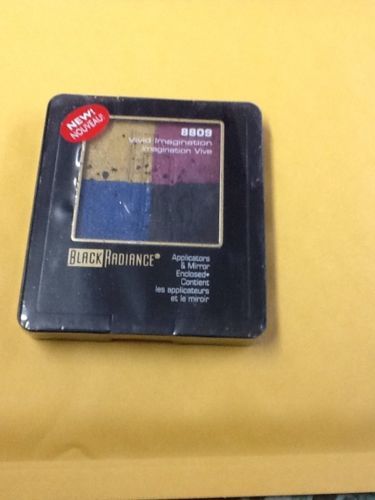 NEW!
NOUVEAU!
8809
Vivid Imagination
Imagination Vive
BLACK RADIANCE®
Applicators
& Mirror
Enclosed•
Contient
les applicateurs
et le miroir